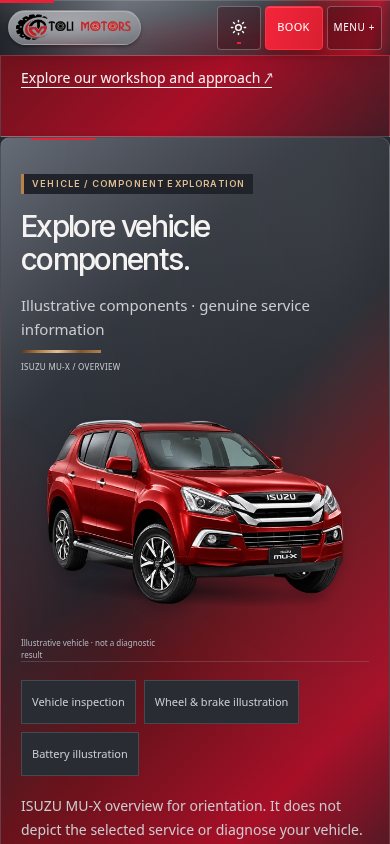 TOLI MOTORS
BOOK
MENU +
Explore our workshop and approach ↗
VEHICLE / COMPONENT EXPLORATION
Explore vehicle
components.
Illustrative components · genuine service
information
ISUZU MU-X / OVERVIEW
ISUZU
mu-X
Illustrative vehicle · not a diagnostic
result
Vehicle inspection
Wheel & brake illustration
Battery illustration
ISUZU MU-X overview for orientation. It does not
depict the selected service or diagnose your vehicle.